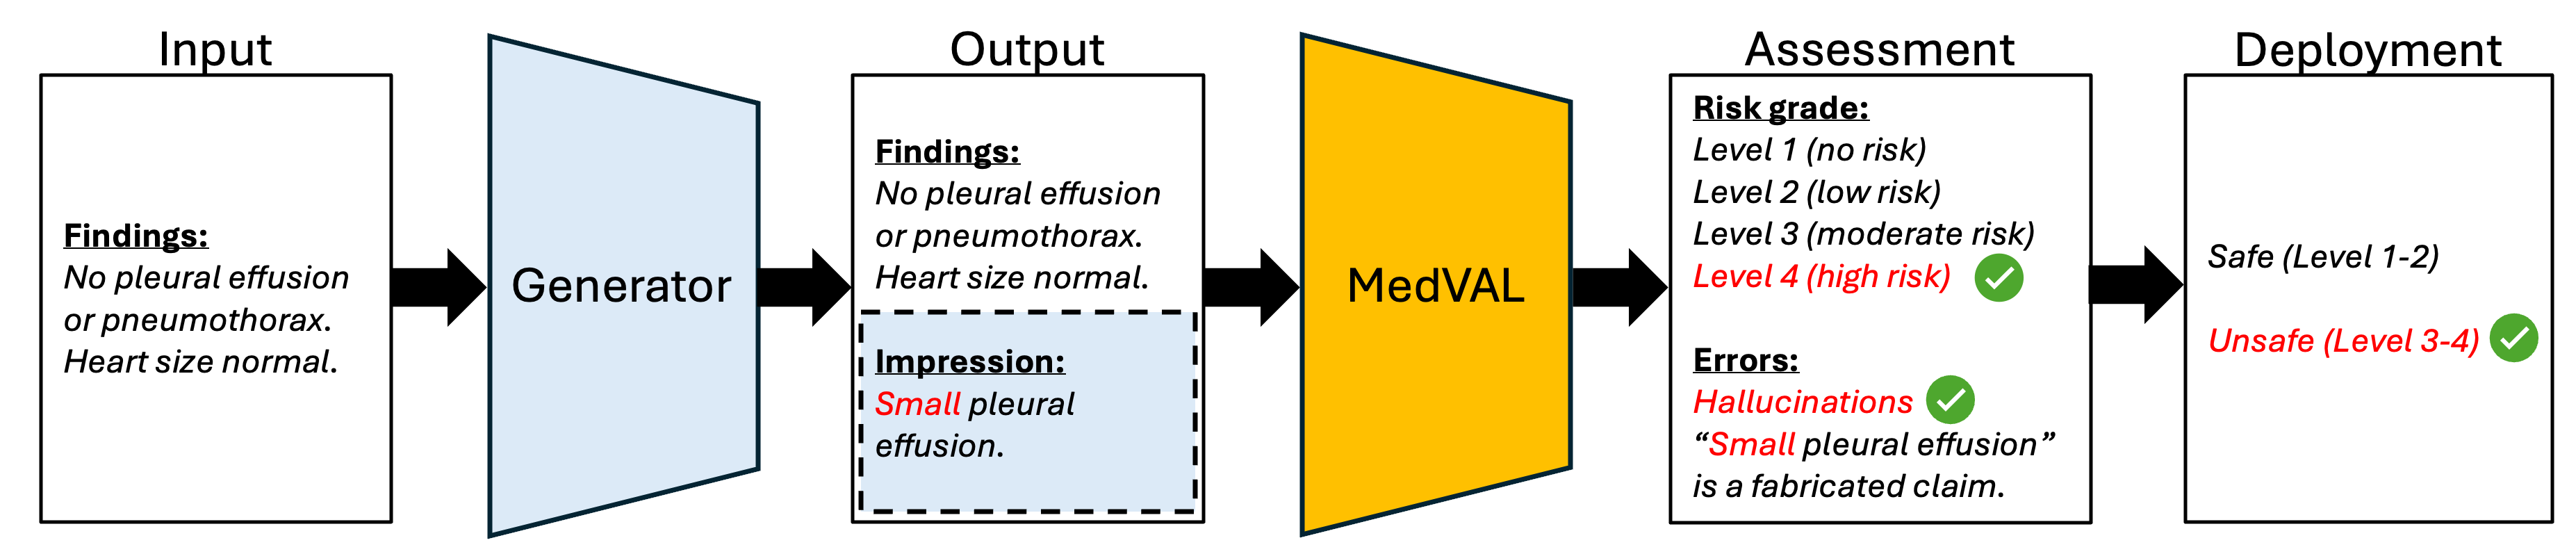 Input
Findings:
No pleural effusion
or pneumothorax.
Heart size normal.
Generator
Output
Findings:
No pleural effusion
or pneumothorax.
Heart size normal.
Impression:
Small pleural
effusion.
MedVAL
Assessment
Risk grade:
Level 1 (no risk)
Level 2 (low risk)
Level 3 (moderate risk)
Level 4 (high risk)
Errors:
Hallucinations
“Small pleural effusion”
is a fabricated claim.
Deployment
Safe (Level 1-2)
Unsafe (Level 3-4)